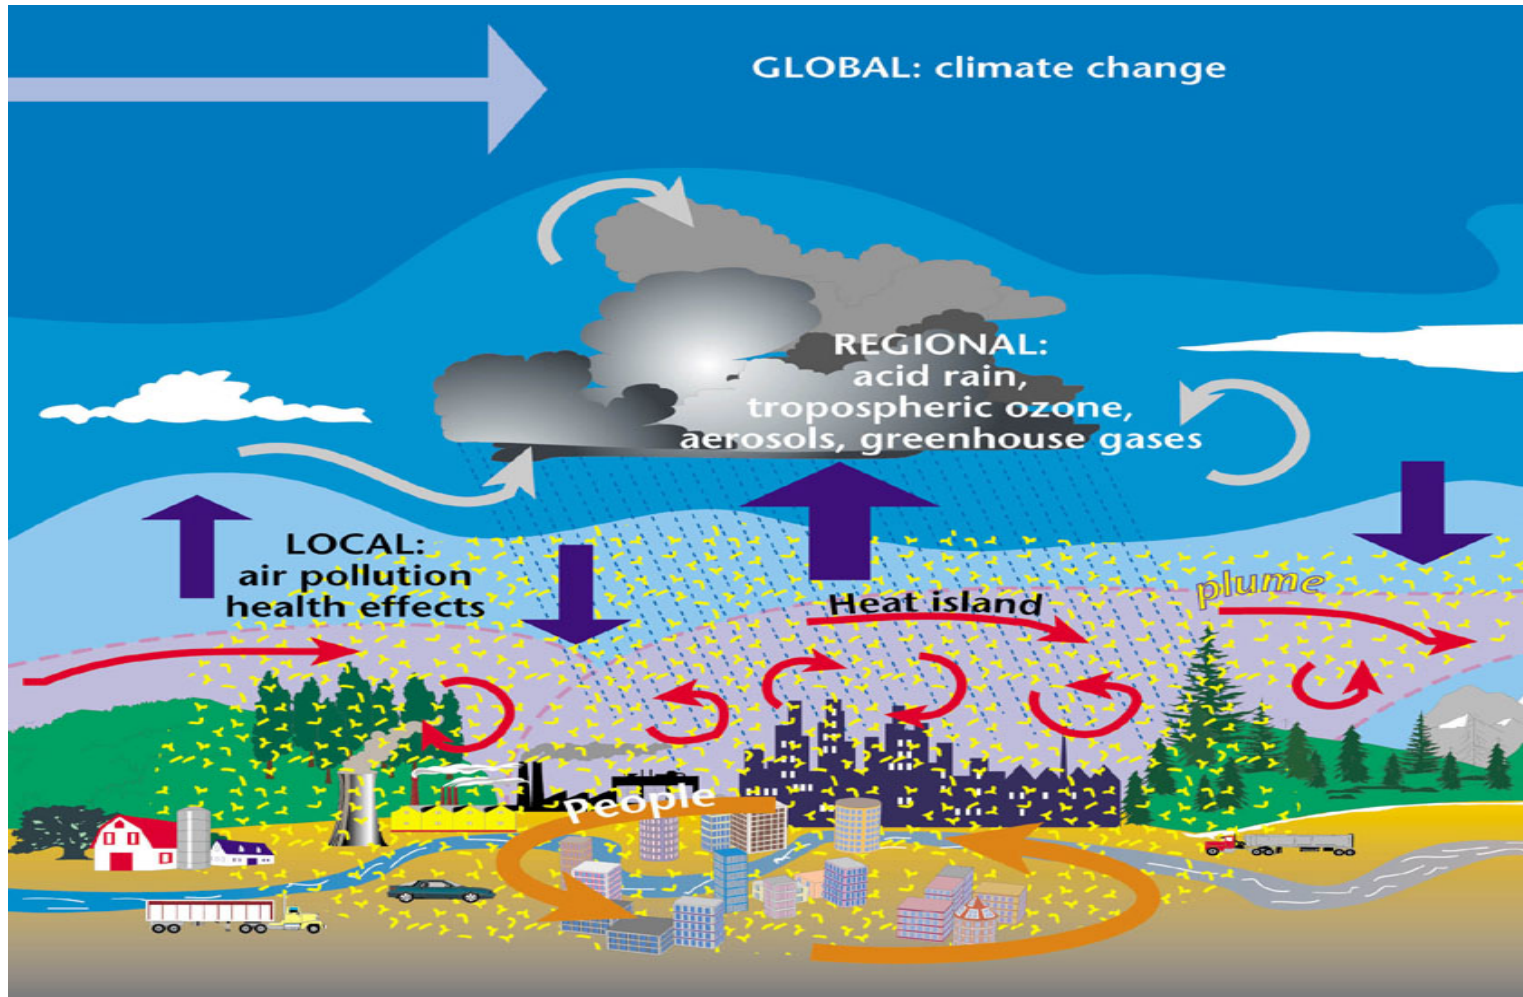 GLOBAL: climate change
REGIONAL:
acid rain,
tropospheric ozone,
aerosols, greenhouse gases
LOCAL:
air pollution
health effects
Heat island
plume
People